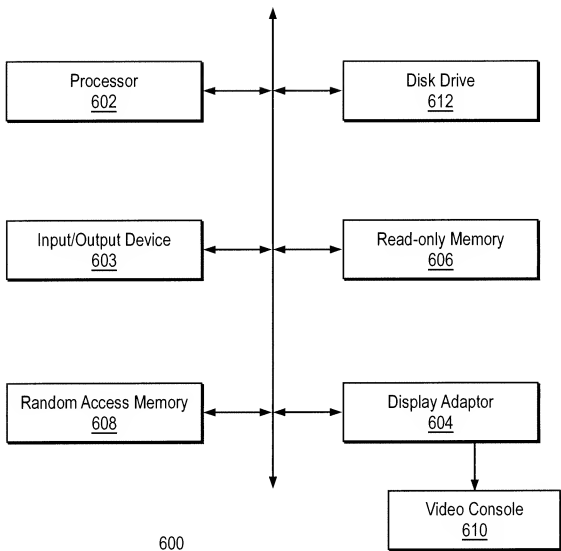 Processor
602
Disk Drive
612
Input/Output Device
603
Read-only Memory
606
Random Access Memory
608
Display Adaptor
604
Video Console
610
600